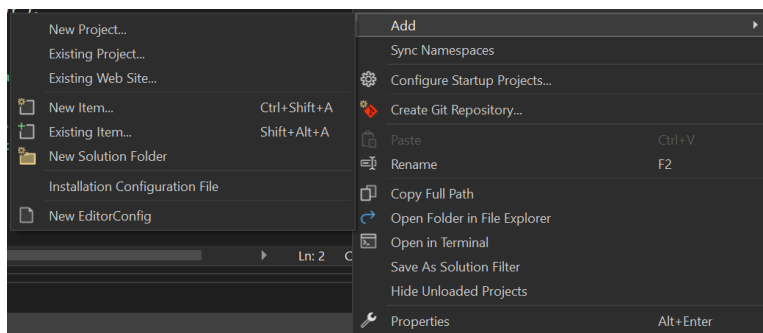 New Project...
Existing Project...
Existing Web Site...
New Item... Ctrl+Shift+A
Existing Item... Shift+Alt+A
New Solution Folder
Installation Configuration File
New EditorConfig
Ln: 2 C
Add
Sync Namespaces
Configure Startup Projects...
Create Git Repository...
Paste Ctrl+V
Rename F2
Copy Full Path
Open Folder in File Explorer
Open in Terminal
Save As Solution Filter
Hide Unloaded Projects
Properties Alt+Enter